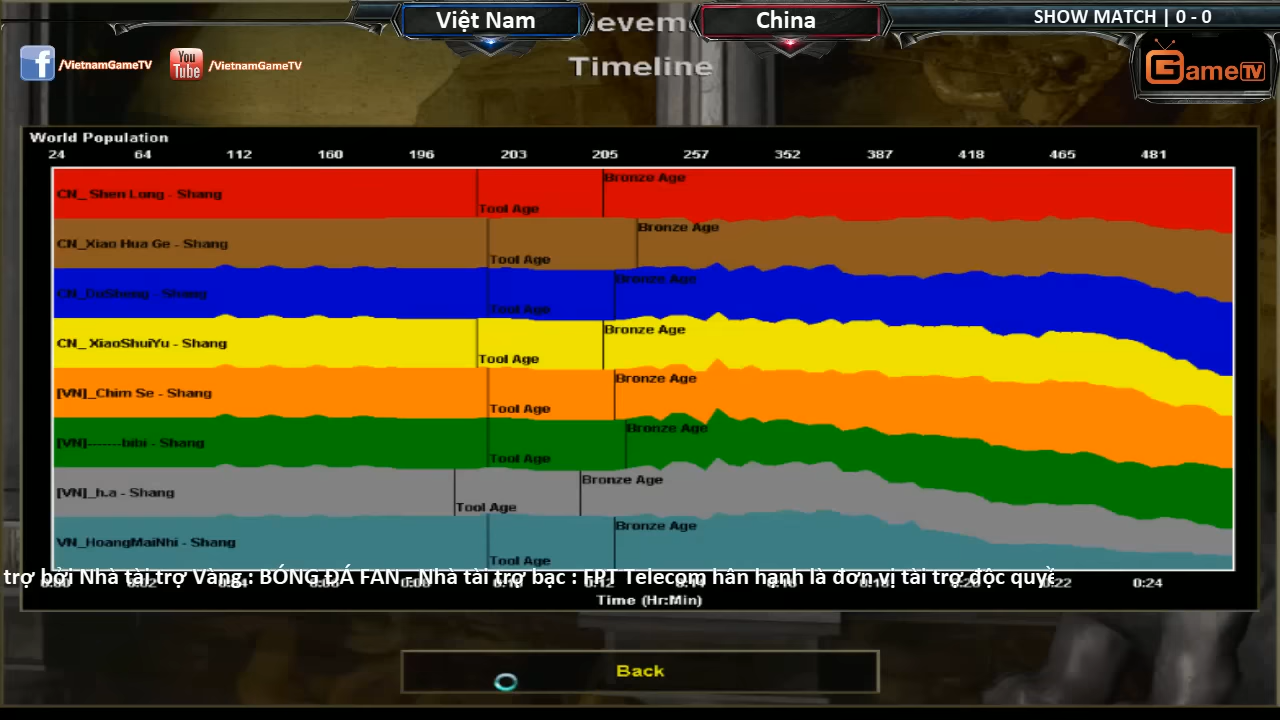 Việt Nam
China
SHOW MATCH | 0 - 0
Timeline
/VietnamGameTV
You Tube
/VietnamGameTV
GameTV
World Population
24 64 112 160 196 203 205 257 352 387 418 465 481
CN_ Shen Long - Shang
Tool Age
Bronze Age
CN_Xiao Hua Ge - Shang
Tool Age
Bronze Age
CN_DuSheng - Shang
Tool Age
Bronze Age
CN_ XiaoShuiYu - Shang
Tool Age
Bronze Age
[VN]_Chim Se - Shang
Tool Age
Bronze Age
[VN]-------bibi - Shang
Tool Age
Bronze Age
[VN]_h.a - Shang
Tool Age
Bronze Age
VN_HoangMaiNhi - Shang
Tool Age
Bronze Age
trợ bởi Nhà tài trợ Vàng : BÓNG ĐÁ FAN - Nhà tài trợ bạc : FPT Telecom hân hạnh là đơn vị tài trợ độc quyề
0:22 0:24
Time (Hr:Min)
Back